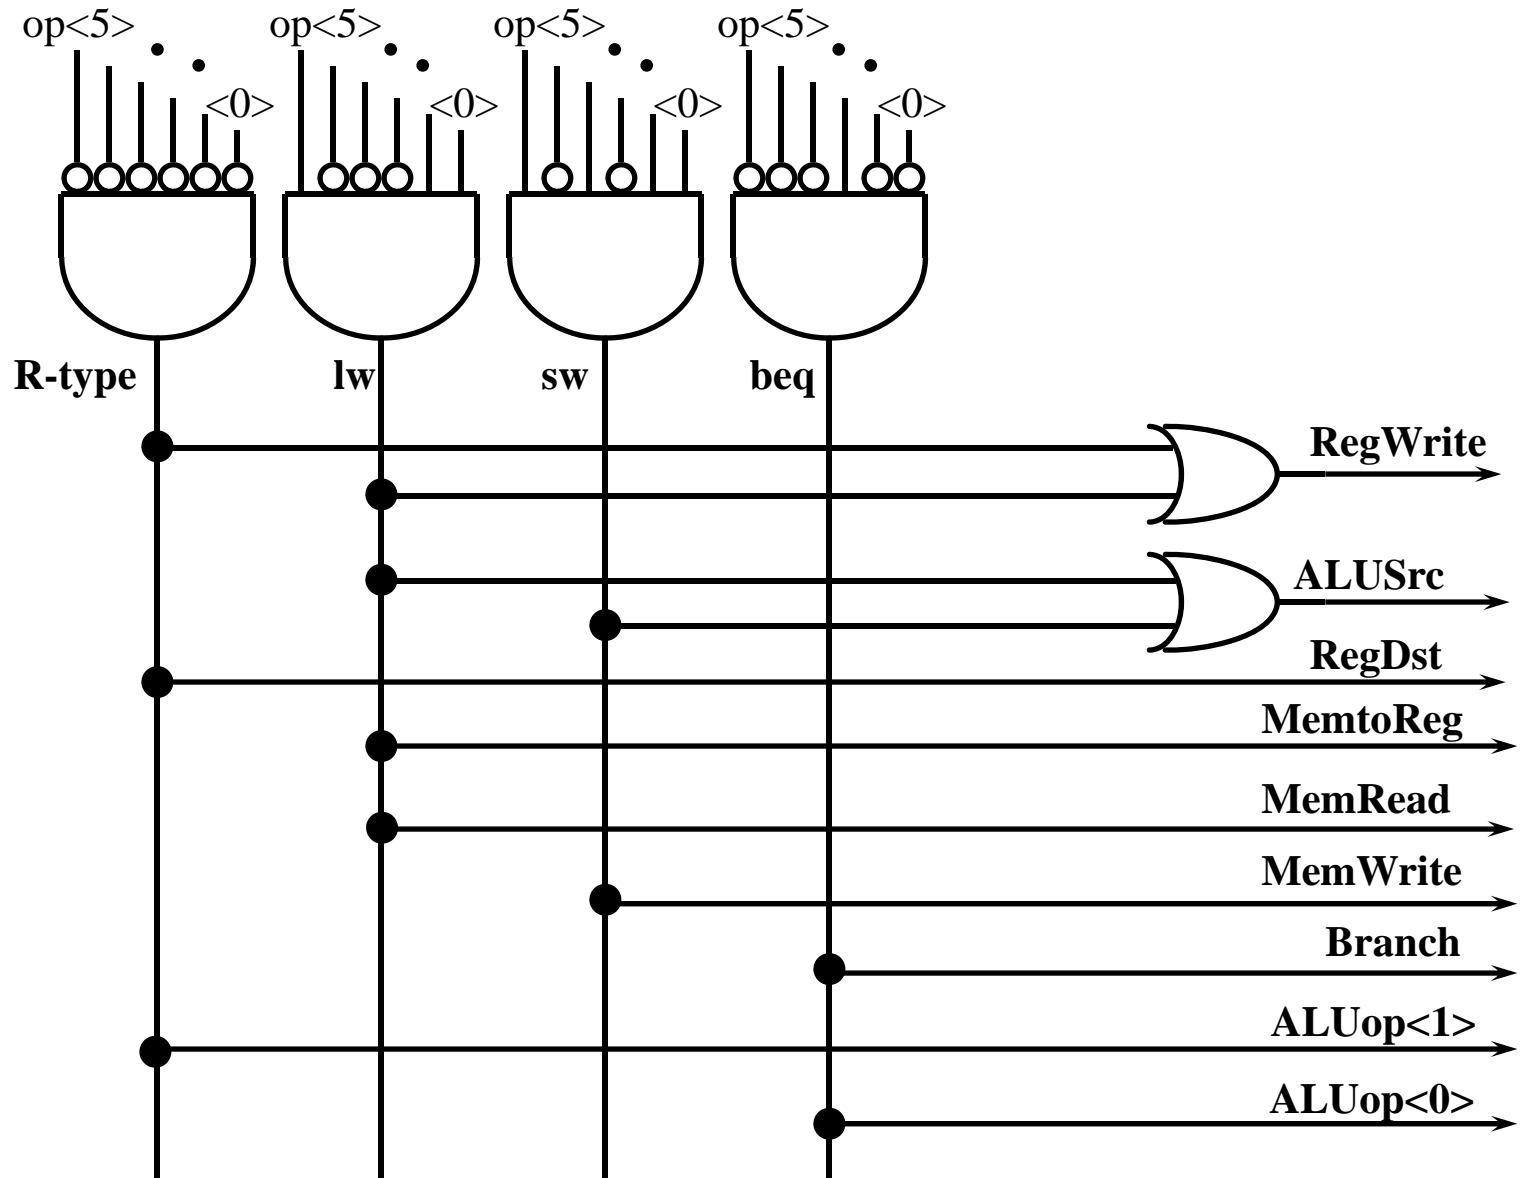 op<5> op<5> op<5> op<5>
<0> <0> <0> <0>
R-type lw sw beq
RegWrite
ALUSrc
RegDst
MemtoReg
MemRead
MemWrite
Branch
ALUop<1>
ALUop<0>